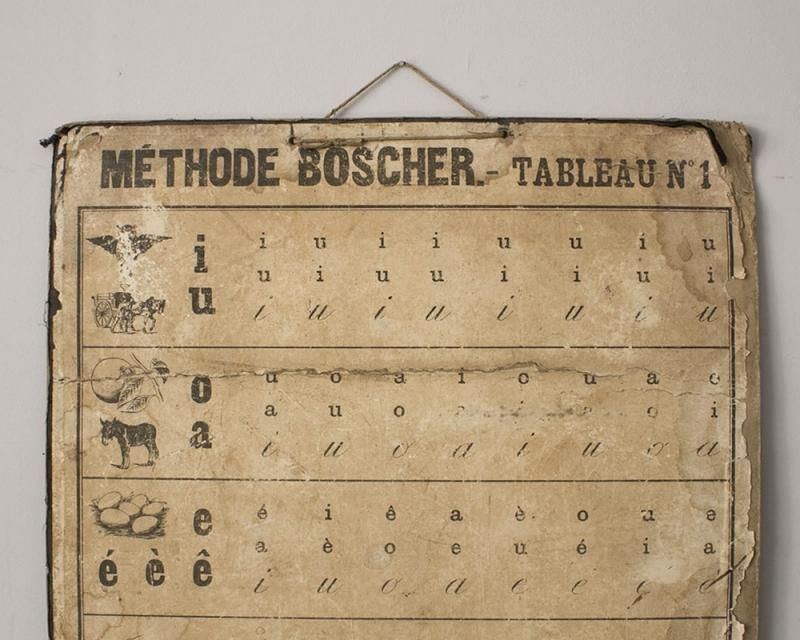 MÉTHODE BOSCHER.- TABLEAU N° 1
i
i u i i u u i u
u i u u i i u i
u
i u i u i u i u
o
u o a i o u a o
a u o i a o i
a
i u o a i u o a
e
é i ê a è o u e
a è o e u é i a
é è ê
i u o a e e e e